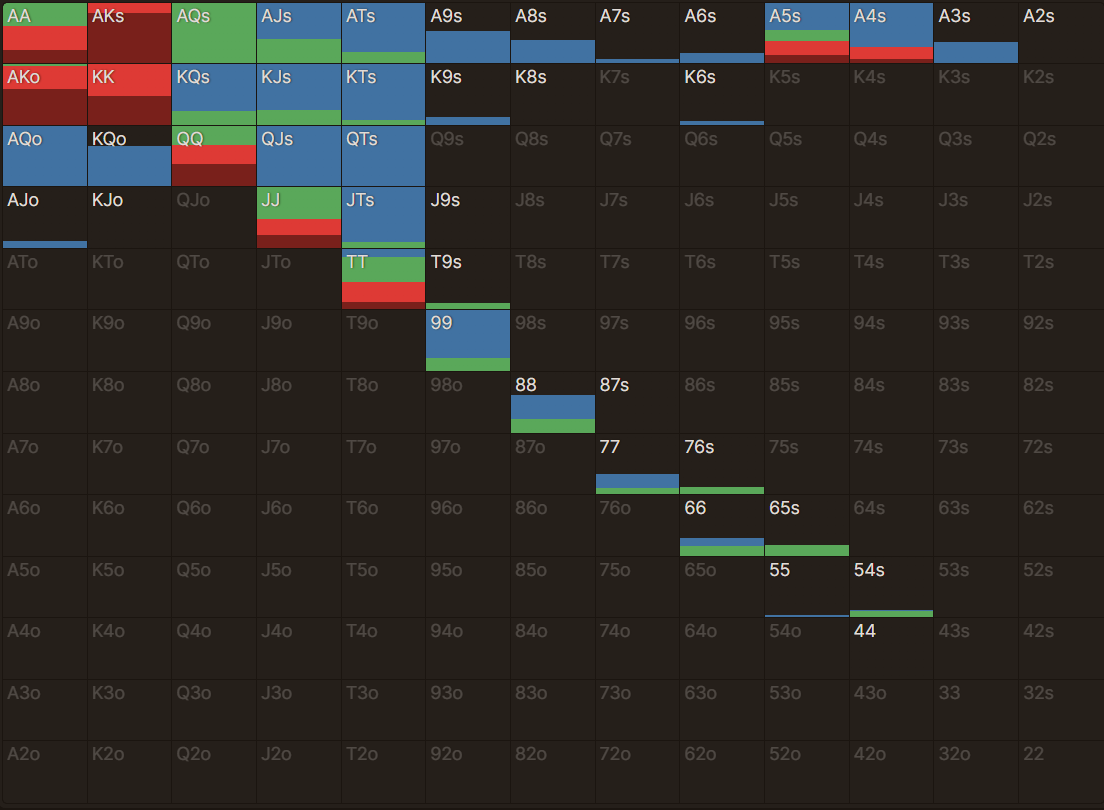 AA AKs AQs AJs ATs A9s A8s A7s A6s A5s A4s A3s A2s
AKo KK KQs KJs KTs K9s K8s K7s K6s K5s K4s K3s K2s
AQo KQo QQ QJs QTs Q9s Q8s Q7s Q6s Q5s Q4s Q3s Q2s
AJo KJo QJo JJ JTs J9s J8s J7s J6s J5s J4s J3s J2s
ATo KTo QTo JTo TT T9s T8s T7s T6s T5s T4s T3s T2s
A9o K9o Q9o J9o T9o 99 98s 97s 96s 95s 94s 93s 92s
A8o K8o Q8o J8o T8o 98o 88 87s 86s 85s 84s 83s 82s
A7o K7o Q7o J7o T7o 97o 87o 77 76s 75s 74s 73s 72s
A6o K6o Q6o J6o T6o 96o 86o 76o 66 65s 64s 63s 62s
A5o K5o Q5o J5o T5o 95o 85o 75o 65o 55 54s 53s 52s
A4o K4o Q4o J4o T4o 94o 84o 74o 64o 54o 44 43s 42s
A3o K3o Q3o J3o T3o 93o 83o 73o 63o 53o 43o 33 32s
A2o K2o Q2o J2o T2o 92o 82o 72o 62o 52o 42o 32o 22